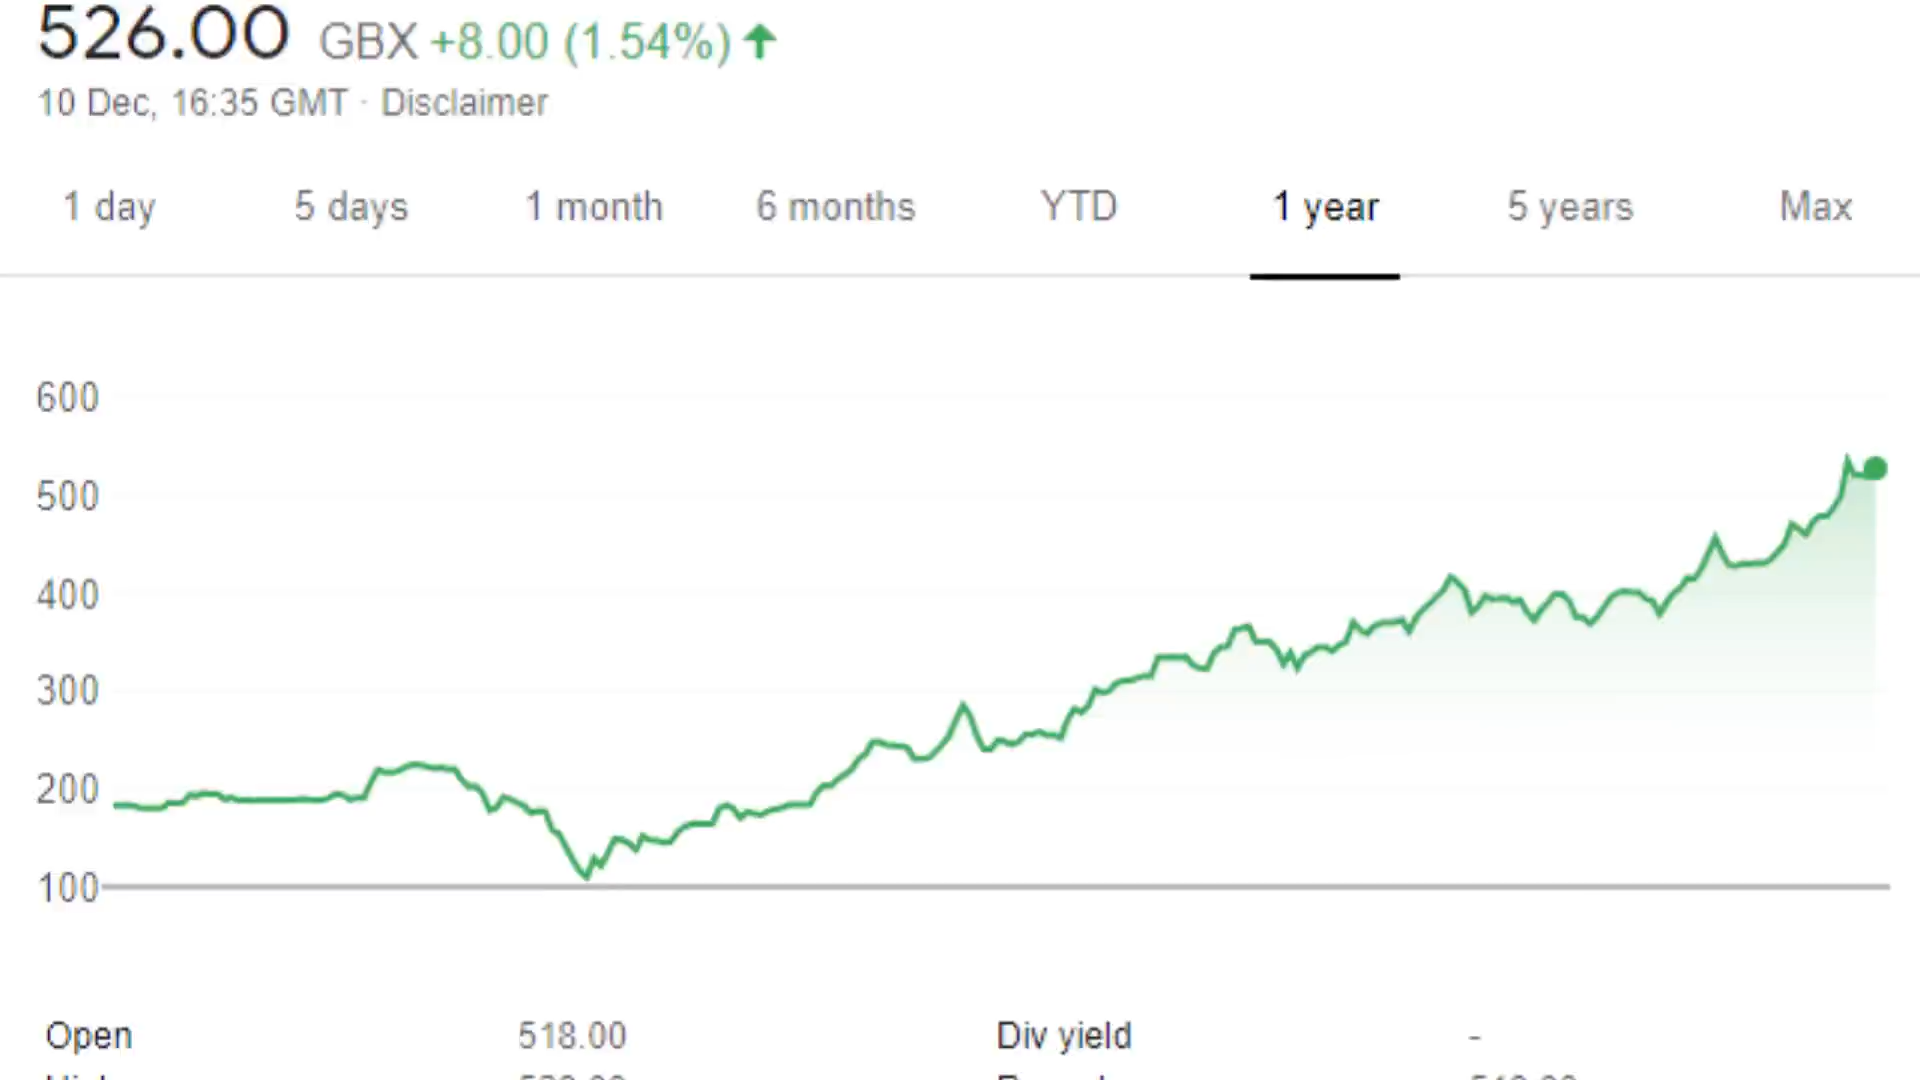 526.00 GBX +8.00 (1.54%)
10 Dec, 16:35 GMT · Disclaimer
1 day 5 days 1 month 6 months YTD 1 year 5 years Max
600
500
400
300
200
100
Open 518.00 Div yield -